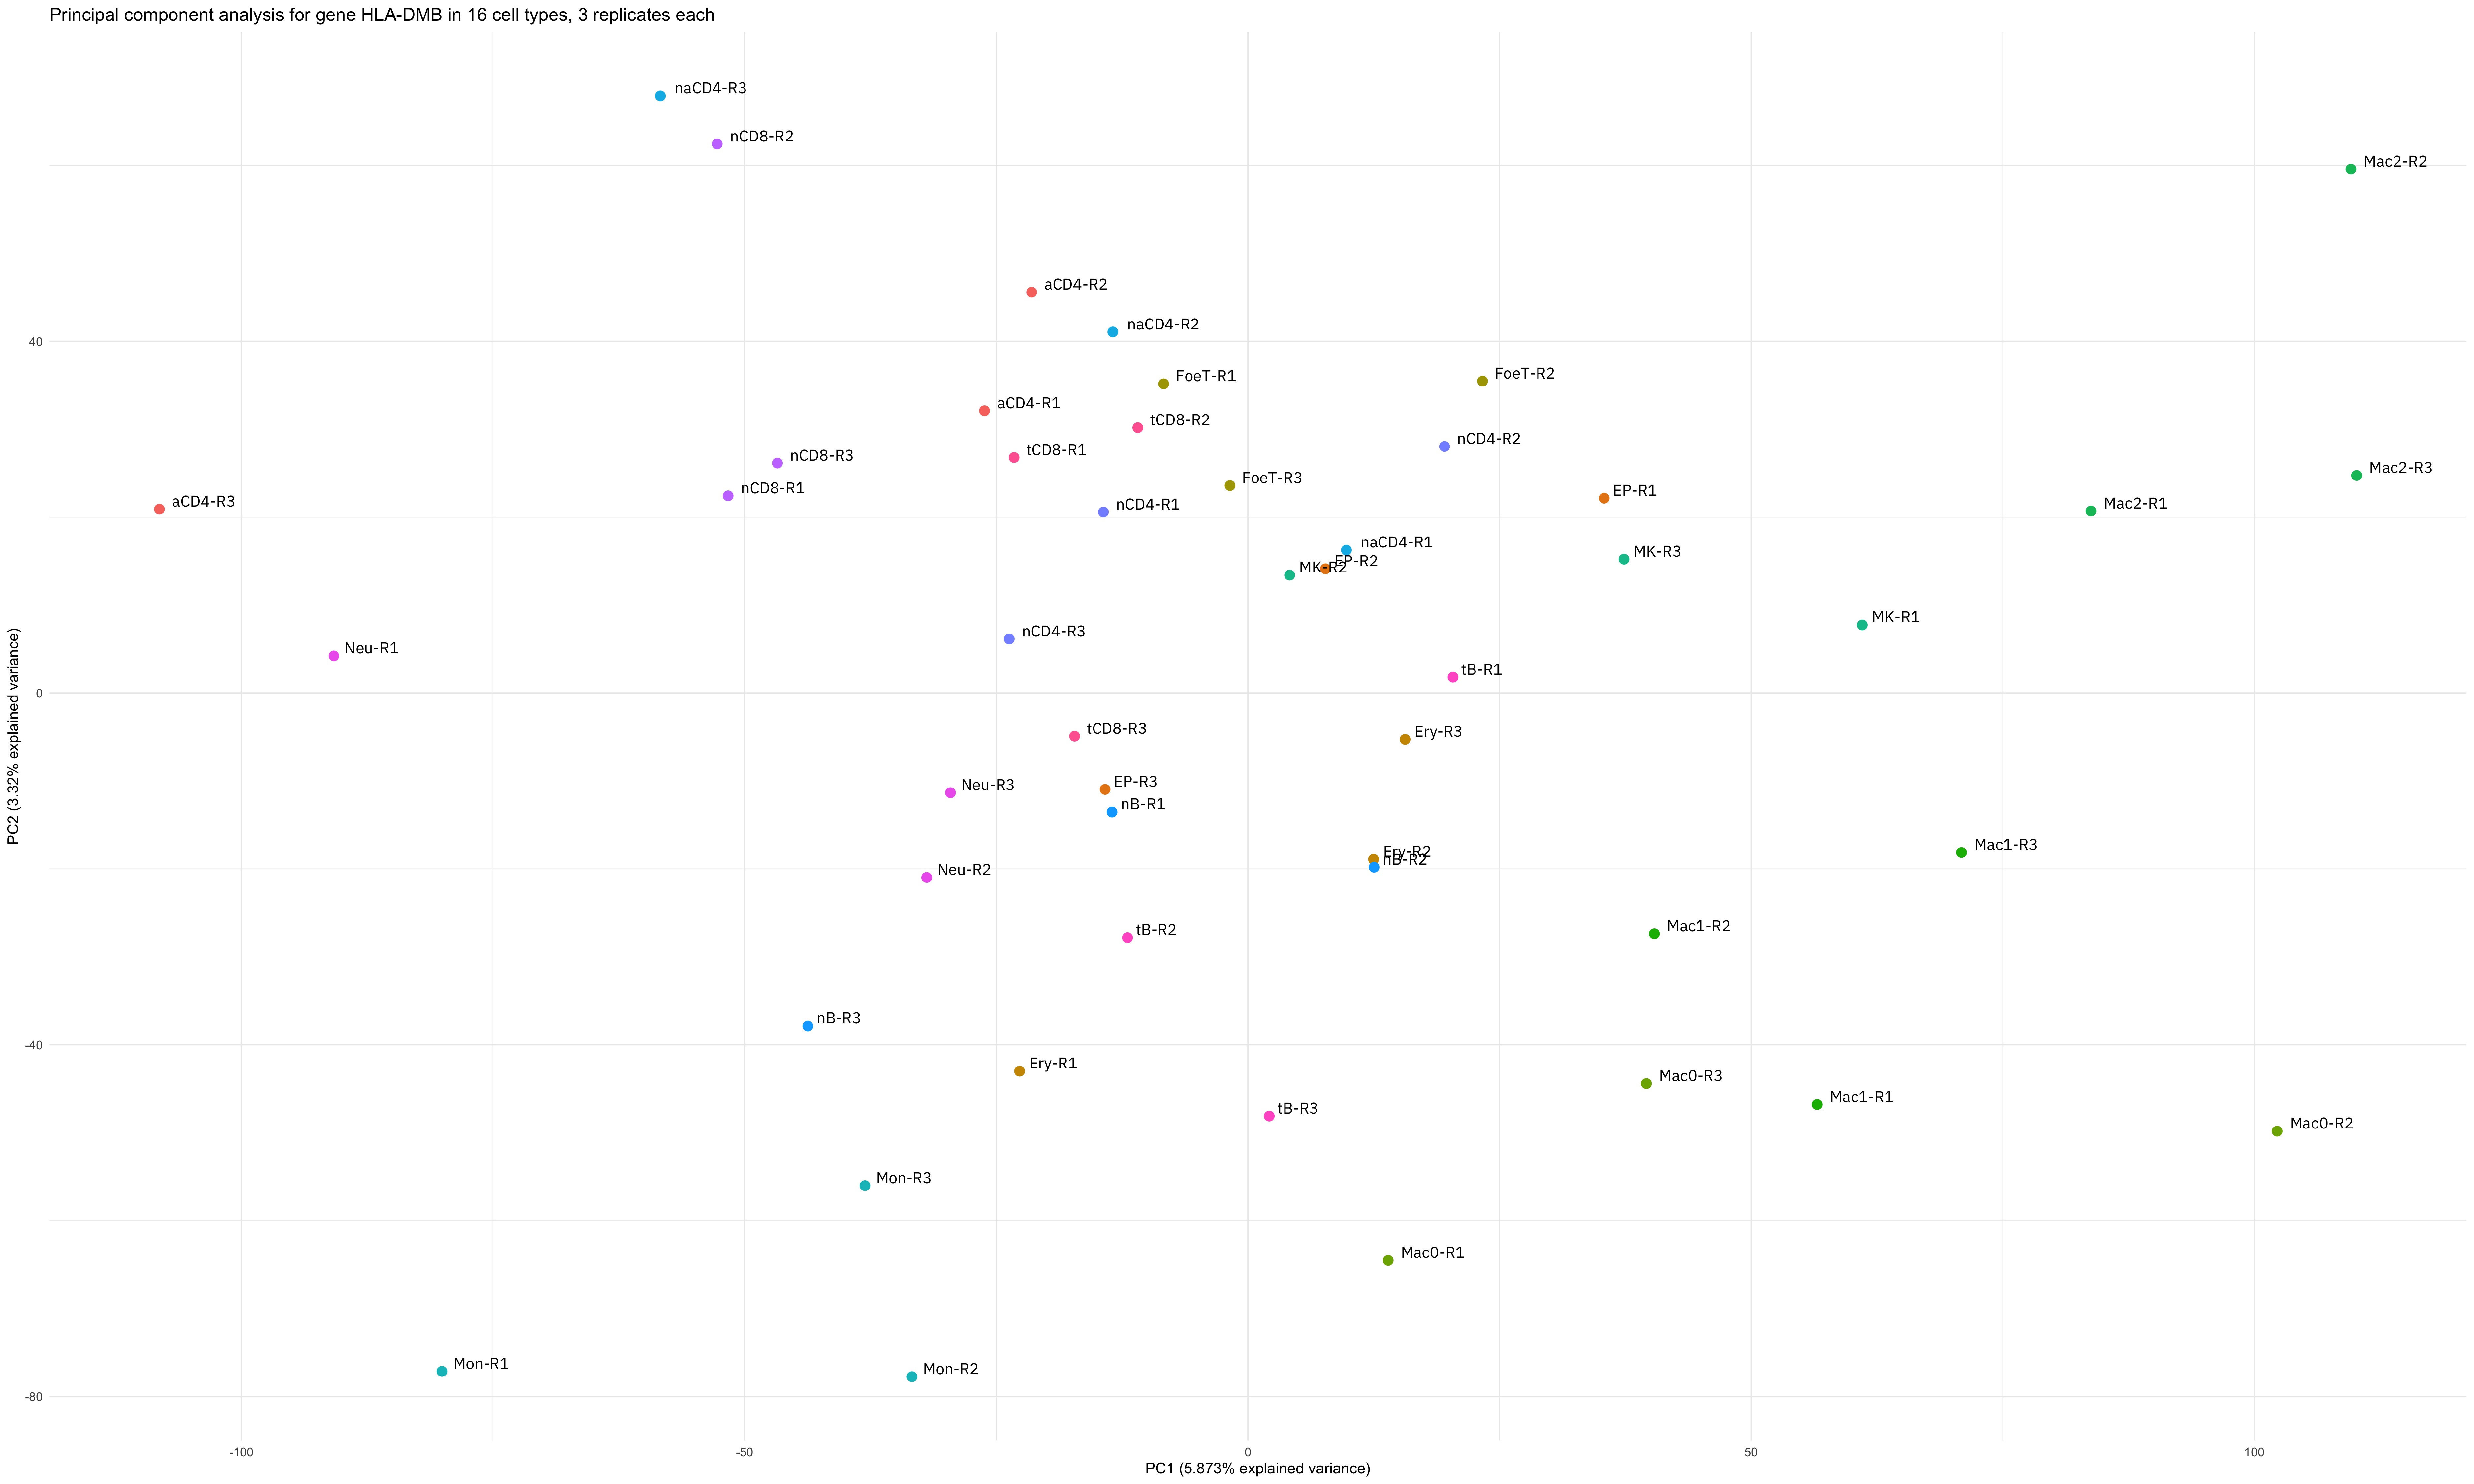 Principal component analysis for gene HLA-DMB in 16 cell types, 3 replicates each
naCD4-R3
nCD8-R2
Mac2-R2
aCD4-R2
naCD4-R2
40
FoeT-R1
FoeT-R2
aCD4-R1
tCD8-R2
nCD4-R2
tCD8-R1
nCD8-R3
Mac2-R3
FoeT-R3
nCD8-R1
EP-R1
aCD4-R3
nCD4-R1
Mac2-R1
naCD4-R1
MK-R3
EP-R2
MK-R2
MK-R1
nCD4-R3
Neu-R1
0
tB-R1
PC2 (3.32% explained variance)
tCD8-R3
Ery-R3
EP-R3
Neu-R3
nB-R1
Mac1-R3
Ery-R2
nB-R2
Neu-R2
Mac1-R2
tB-R2
nB-R3
-40
Ery-R1
Mac0-R3
Mac1-R1
tB-R3
Mac0-R2
Mon-R3
Mac0-R1
Mon-R1
Mon-R2
-80
-100
-50
0
50
100
PC1 (5.873% explained variance)